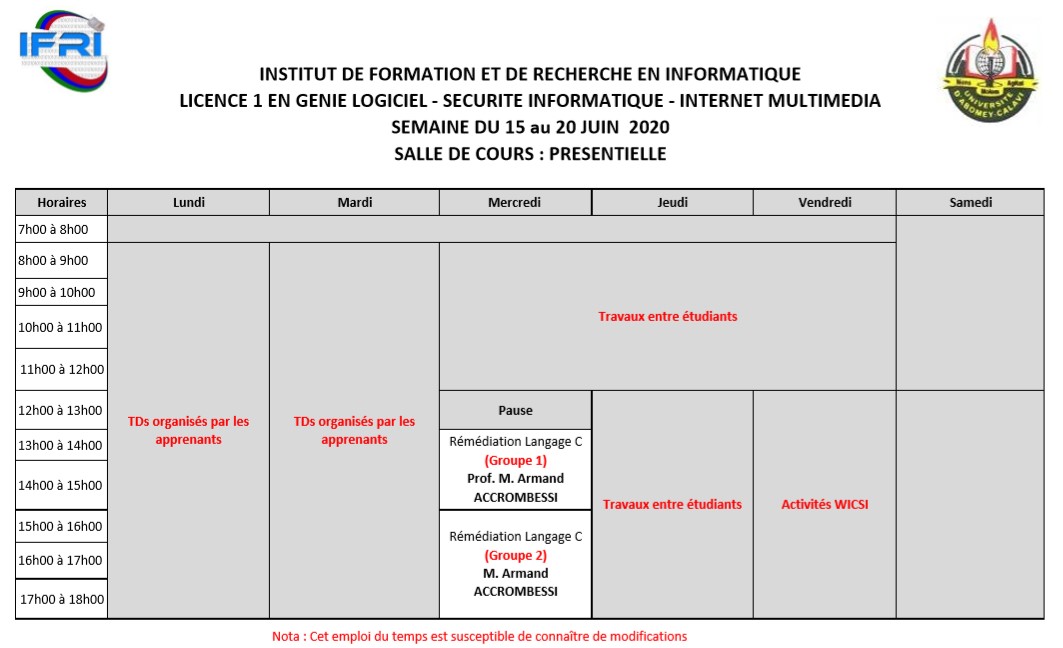 IFRI
INSTITUT DE FORMATION ET DE RECHERCHE EN INFORMATIQUE
LICENCE 1 EN GENIE LOGICIEL - SECURITE INFORMATIQUE - INTERNET MULTIMEDIA
SEMAINE DU 15 au 20 JUIN 2020
SALLE DE COURS : PRESENTIELLE
UNIVERSITE
D'ABOMEY-CALAVI
Horaires Lundi Mardi Mercredi Jeudi Vendredi Samedi
7h00 à 8h00
8h00 à 9h00
9h00 à 10h00
10h00 à 11h00
Travaux entre étudiants
11h00 à 12h00
12h00 à 13h00
Pause
TDs organisés par les
apprenants
TDs organisés par les
apprenants
13h00 à 14h00
14h00 à 15h00
Rémédiation Langage C
(Groupe 1)
Prof. M. Armand
ACCROMBESSI
Travaux entre étudiants
Activités WICSI
15h00 à 16h00
16h00 à 17h00
17h00 à 18h00
Rémédiation Langage C
(Groupe 2)
M. Armand
ACCROMBESSI
Nota : Cet emploi du temps est susceptible de connaître de modifications